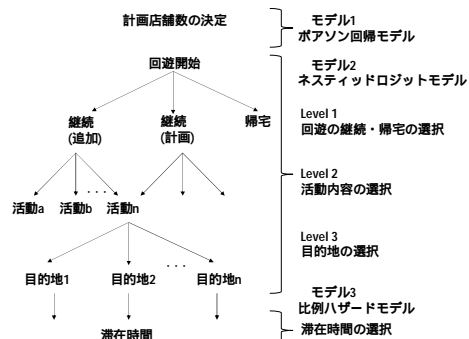 計画店舗数の決定
モデル1
ポアソン回帰モデル
回遊開始
モデル2
ネスティッドロジットモデル
継続
(追加)
継続
(計画)
帰宅
Level 1
回遊の継続・帰宅の選択
・・・
活動a 活動b 活動n
Level 2
活動内容の選択
・・・
目的地1 目的地2 目的地n
Level 3
目的地の選択
モデル3
比例ハザードモデル
滞在時間
滞在時間の選択